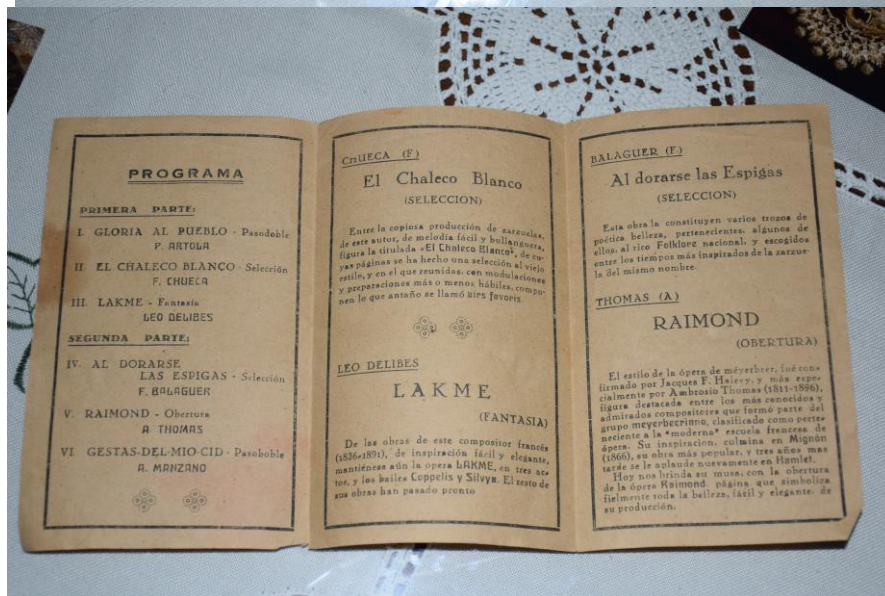 PROGRAMA
PRIMERA PARTE:
I. GLORIA AL PUEBLO - Pasodoble
P. ARTOLA
II. EL CHALECO BLANCO - Selección
F. CHUECA
III. LAKME - Fantasía
LEO DELIBES
SEGUNDA PARTE:
IV. AL DORARSE
LAS ESPIGAS - Selección
F. BALAGUER
V. RAIMOND - Obertura
A. THOMAS
VI GESTAS-DEL-MIO-CID - Pasoboble
A. MANZANO
CHUECA (F)
El Chaleco Blanco
(SELECCION)
Entre la copiosa producción de zarzuelas,
de este autor, de melodía fácil y bullanguera,
figura la titulada «El Chaleco Blanco», de cu-
yas páginas se ha hecho una selección al viejo
estilo, y en el que reunidas, con modulaciones
y preparaciones más o menos hábiles, compo-
nen lo que antaño se llamó airs favoris.
LEO DELIBES
LAKME
(FANTASIA)
De las obras de este compositor francés
(1836-1891), de inspiración fácil y elegante,
mantiénese aún la opera LAKME, en tres ac-
tos, y los bailes Coppelis y Silvya. El resto de
sus obras han pasado pronto
BALAGUER (F.)
Al dorarse las Espigas
(SELECCION)
Esta obra la constituyen varios trozos de
poética belleza, pertenecientes, algunos de
ellos, al rico Folklore nacional, y escogidos
entre los tiempos más inspirados de la zarzue-
la del mismo nombre.
THOMAS (A)
RAIMOND
(OBERTURA)
El estilo de la ópera de méyerbeer, fué con-
firmado por Jacques F. Halevy, y más espe-
cialmente por Ambrosio Thomas (1811-1896),
figura destacada entre los más conocidos y
admirados compositores que formó parte del
grupo meyerbecriano, clasificado como perte-
neciente a la "moderna" escuela francesa de
ópera. Su inspiracion, culmina en Mignón
(1866), su obra más popular, y tres años mas
tarde se le aplaude nuevamente en Hamlet.
Hoy nos brinda su musa, con la obertura
de la ópera Raimond, página que simboliza
fielmente toda la belleza, fácil y elegante, de
su producción.